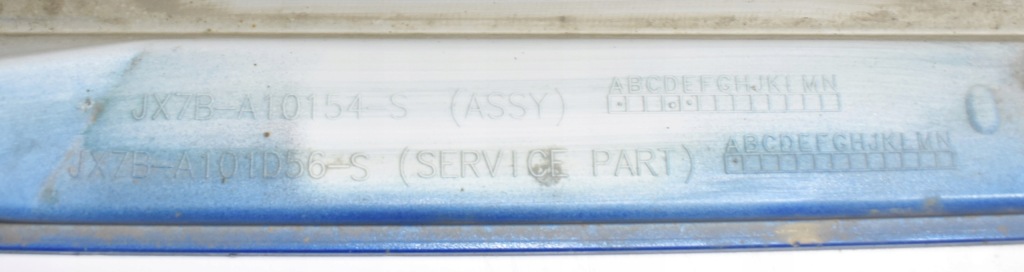 JX7B-A10154-S (ASSY) ABCDEFGHJKLMN O
JX7B-A101D56-S (SERVICE PART) ABCDEFGHJKLMN